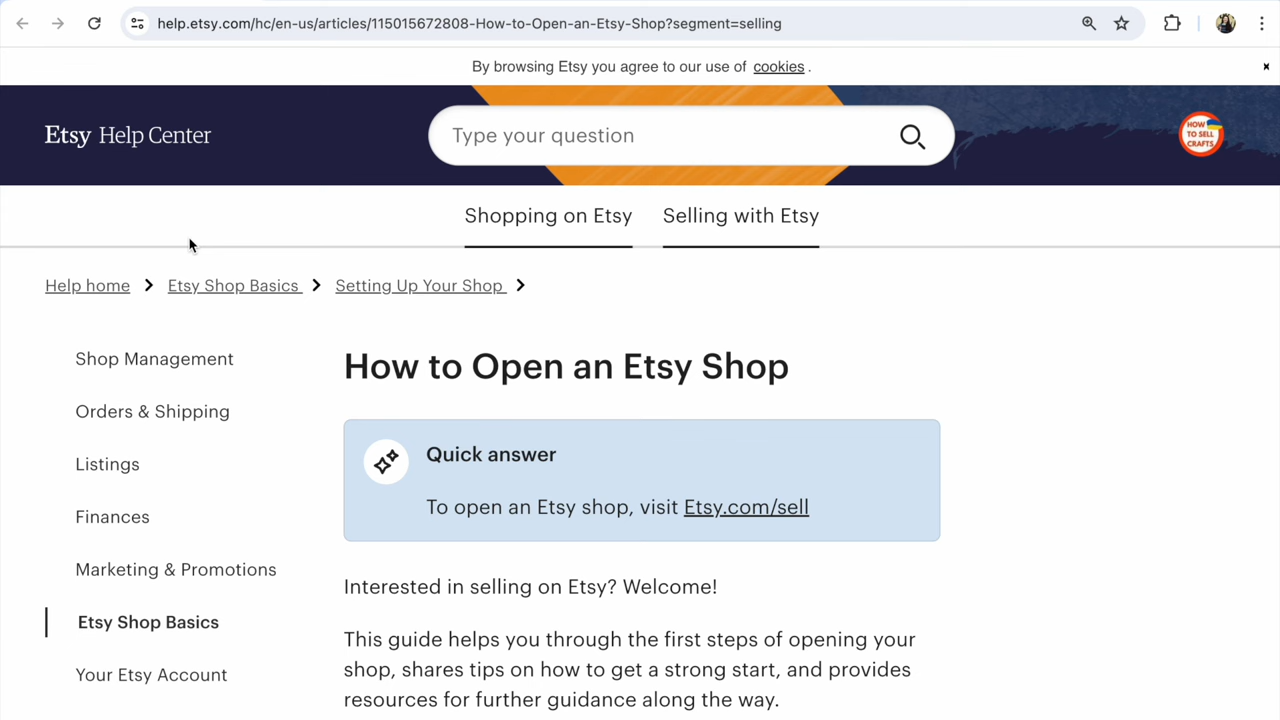 help.etsy.com/hc/en-us/articles/115015672808-How-to-Open-an-Etsy-Shop?segment=selling
By browsing Etsy you agree to our use of cookies .
Etsy Help Center
Type your question
HOW TO SELL CRAFTS
Shopping on Etsy
Selling with Etsy
Help home
Etsy Shop Basics
Setting Up Your Shop
Shop Management
Orders & Shipping
Listings
Finances
Marketing & Promotions
Etsy Shop Basics
Your Etsy Account
How to Open an Etsy Shop
Quick answer
To open an Etsy shop, visit Etsy.com/sell
Interested in selling on Etsy? Welcome!
This guide helps you through the first steps of opening your
shop, shares tips on how to get a strong start, and provides
resources for further guidance along the way.